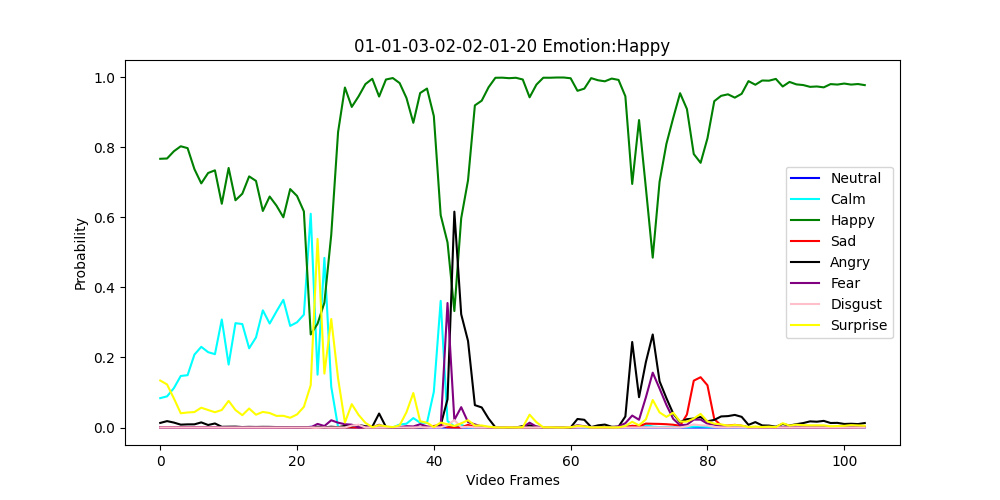 01-01-03-02-02-01-20 Emotion:Happy
Probability
1.0
0.8
0.6
0.4
0.2
0.0
0 20 40 60 80 100
Video Frames
Neutral
Calm
Happy
Sad
Angry
Fear
Disgust
Surprise